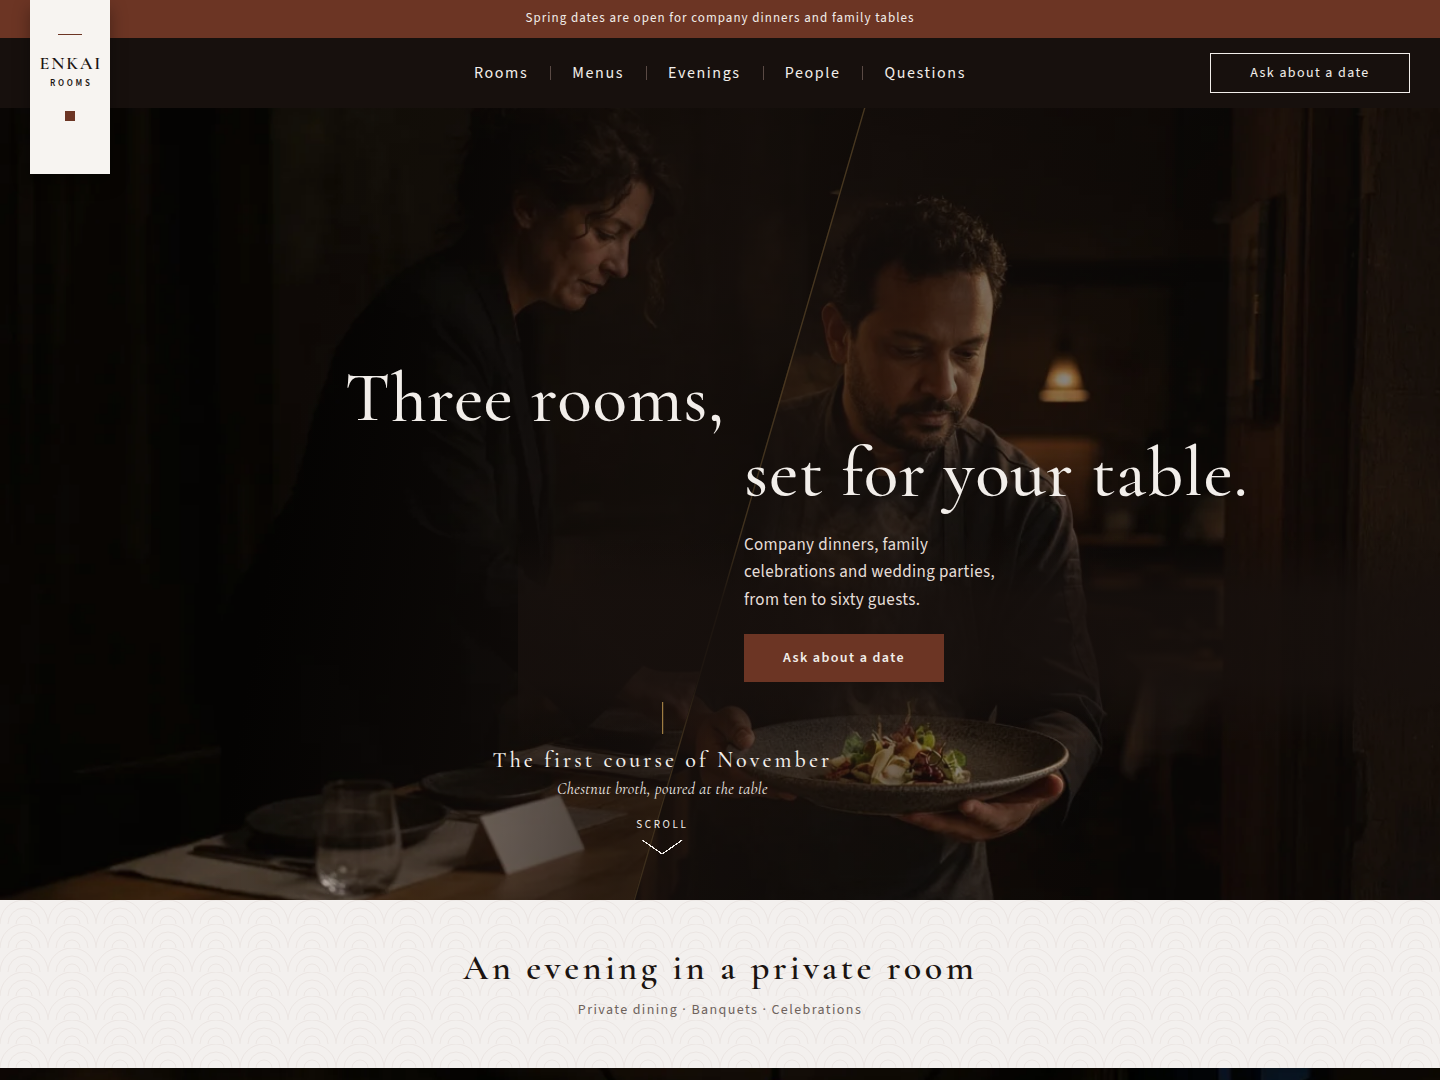 Spring dates are open for company dinners and family tables
ENKAI
ROOMS
Rooms
Menus
Evenings
People
Questions
Ask about a date
Three rooms,
set for your table.
Company dinners, family
celebrations and wedding parties,
from ten to sixty guests.
Ask about a date
The first course of November
Chestnut broth, poured at the table
SCROLL
An evening in a private room
Private dining · Banquets · Celebrations